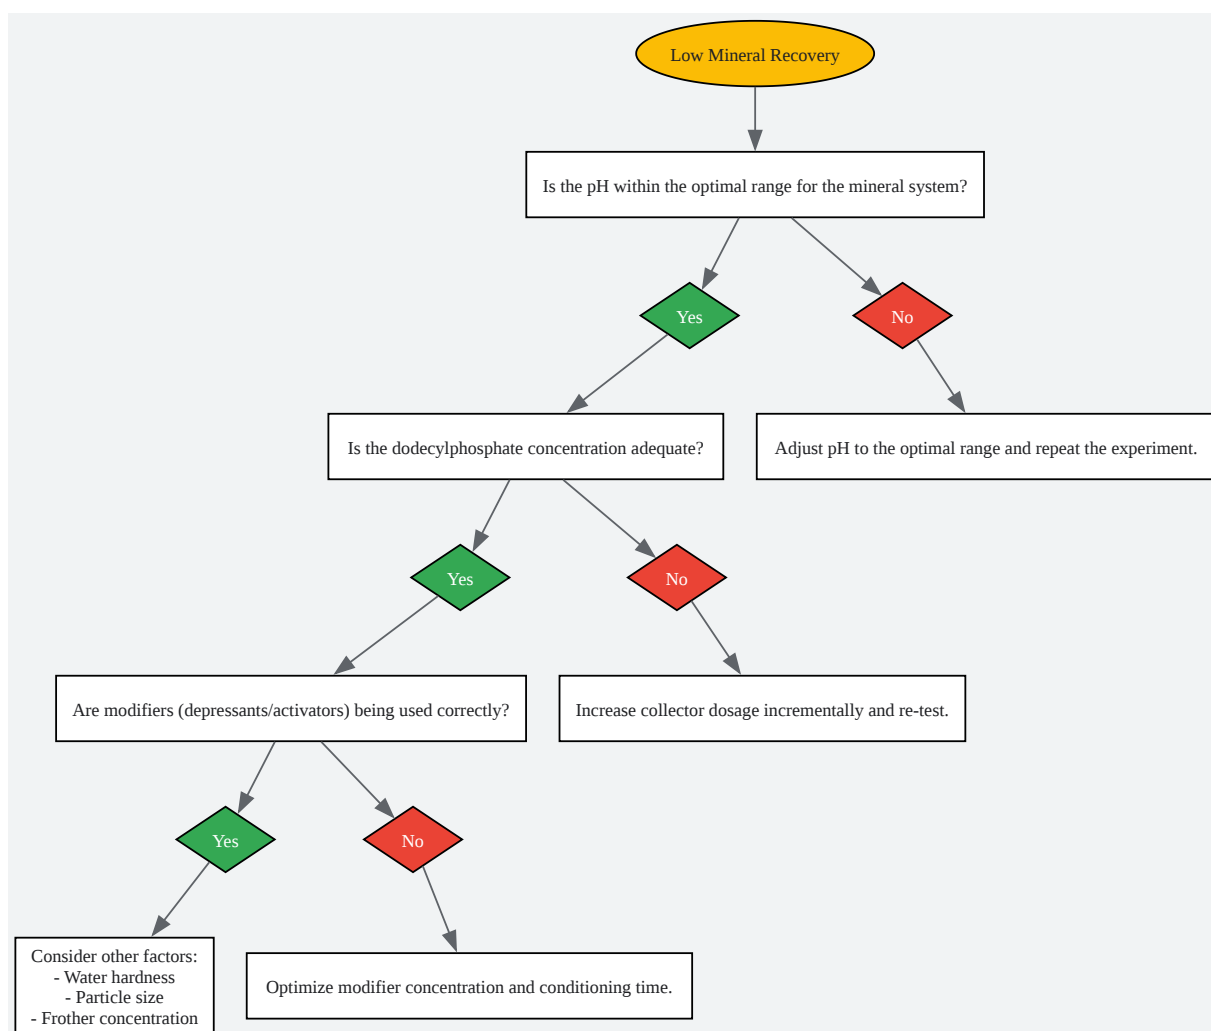 Low Mineral Recovery
Is the pH within the optimal range for the mineral system?
Yes
No
Is the dodecylphosphate concentration adequate?
Adjust pH to the optimal range and repeat the experiment.
Yes
No
Are modifiers (depressants/activators) being used correctly?
Increase collector dosage incrementally and re-test.
Yes
No
Consider other factors:
- Water hardness
- Particle size
- Frother concentration
Optimize modifier concentration and conditioning time.